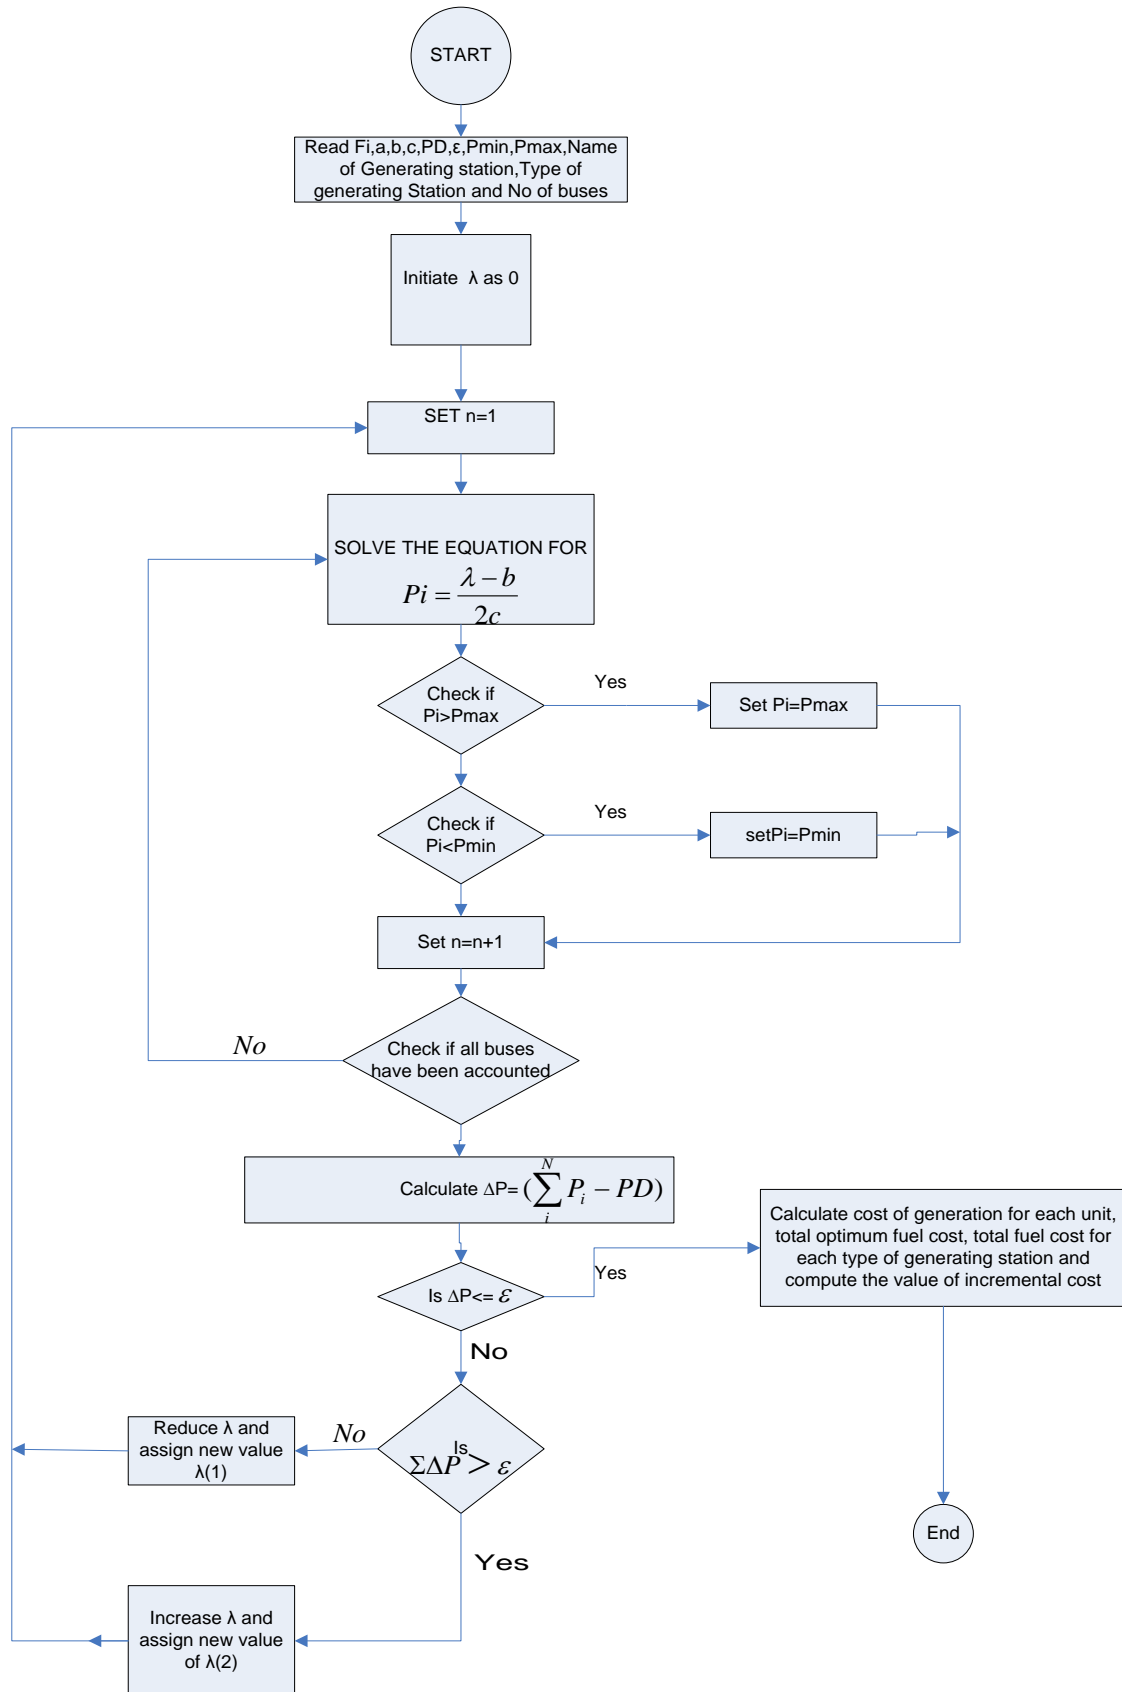 START
Read Fi,a,b,c,PD,ε,Pmin,Pmax,Name
of Generating station,Type of
generating Station and No of buses
Initiate λ as 0
SET n=1
SOLVE THE EQUATION FOR
Pi = (λ − b) / 2c
Check if
Pi>Pmax
Yes
Set Pi=Pmax
Check if
Pi<Pmin
Yes
setPi=Pmin
Set n=n+1
Check if all buses
have been accounted
No
Calculate ΔP= (∑_i^N P_i − PD)
Is ΔP<= ε
Yes
Calculate cost of generation for each unit,
total optimum fuel cost, total fuel cost for
each type of generating station and
compute the value of incremental cost
No
Is
ΣΔP > ε
No
Reduce λ and
assign new value
λ(1)
Yes
Increase λ and
assign new value
of λ(2)
End